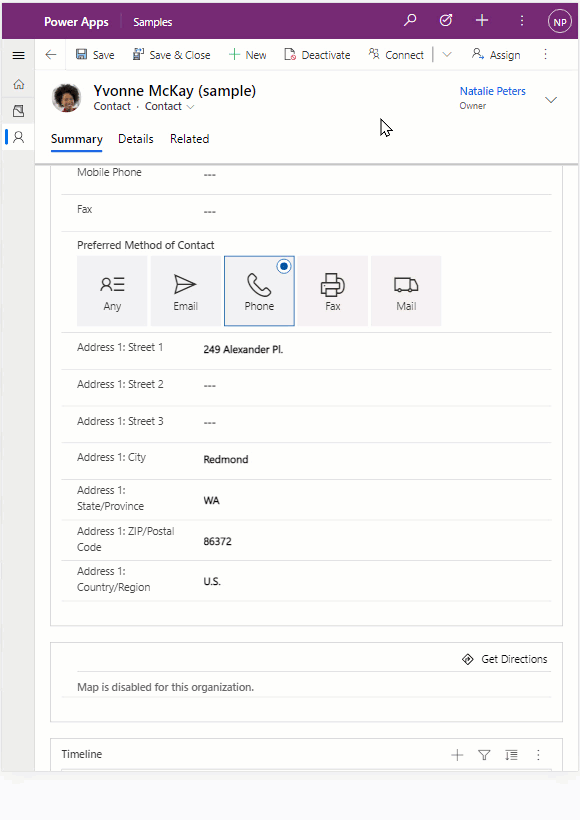 Power Apps Samples NP
Save Save & Close New Deactivate Connect Assign
Yvonne McKay (sample)
Contact · Contact
Natalie Peters
Owner
Summary Details Related
Mobile Phone ---
Fax ---
Preferred Method of Contact
Any Email Phone Fax Mail
Address 1: Street 1 249 Alexander Pl.
Address 1: Street 2 ---
Address 1: Street 3 ---
Address 1: City Redmond
Address 1:
State/Province WA
Address 1: ZIP/Postal
Code 86372
Address 1:
Country/Region U.S.
Get Directions
Map is disabled for this organization.
Timeline